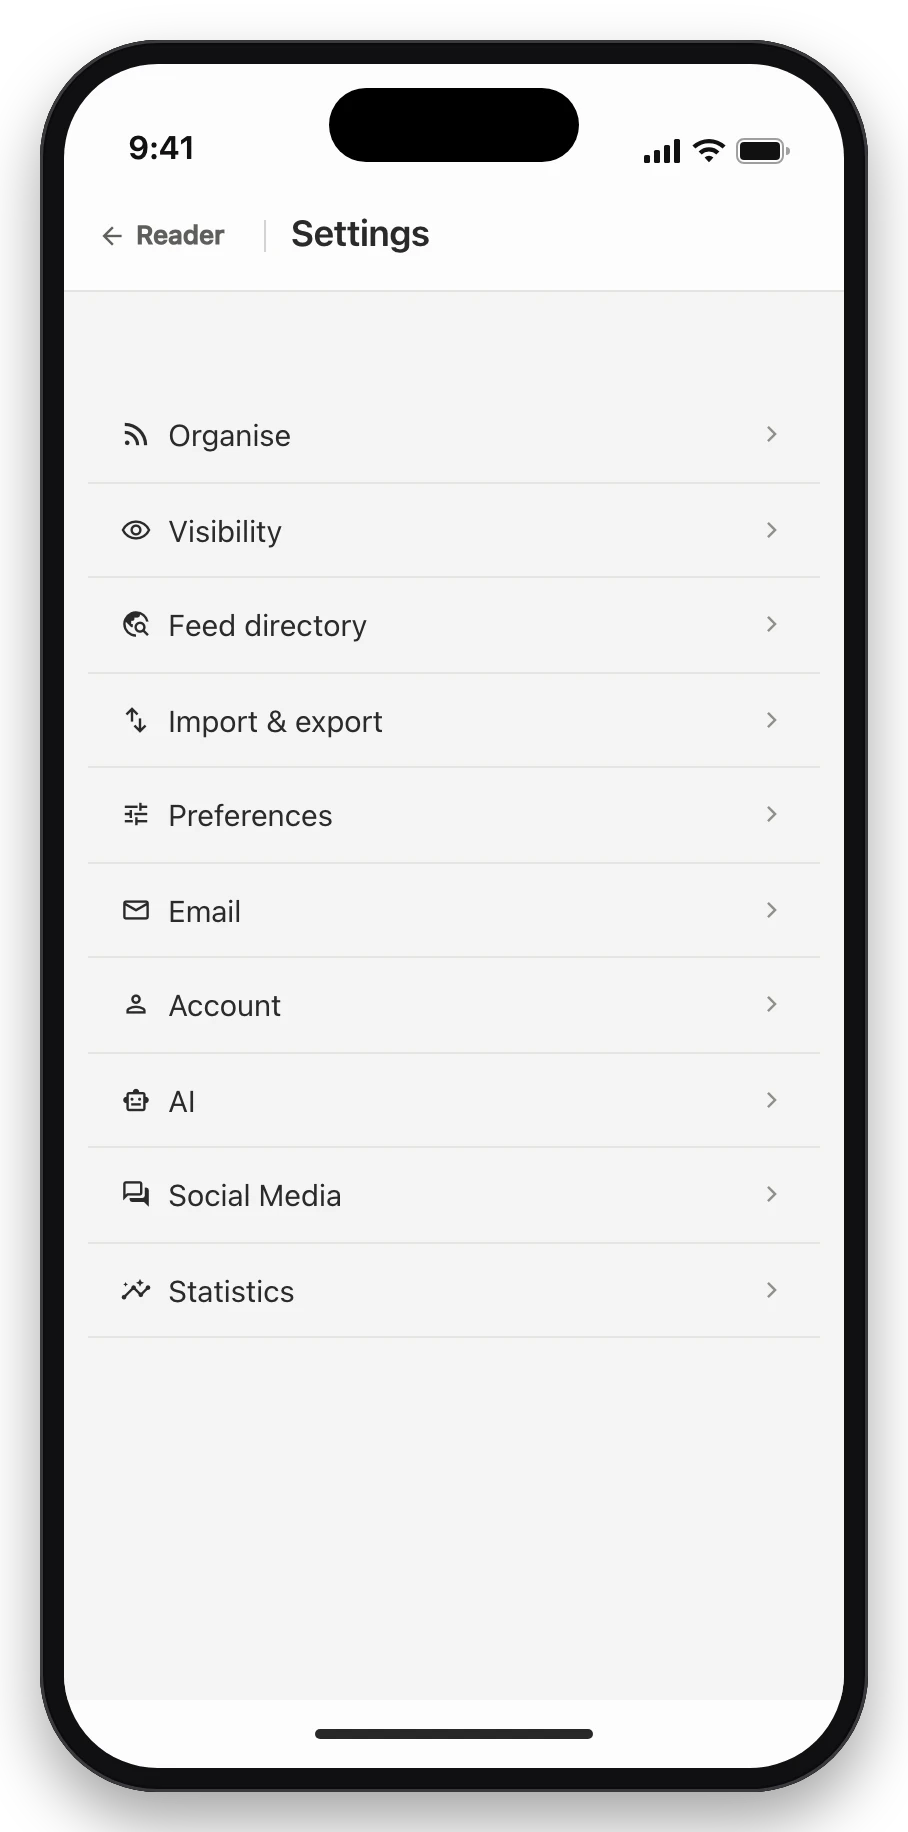 9:41
Reader
Settings
Organise
Visibility
Feed directory
Import & export
Preferences
Email
Account
AI
Social Media
Statistics